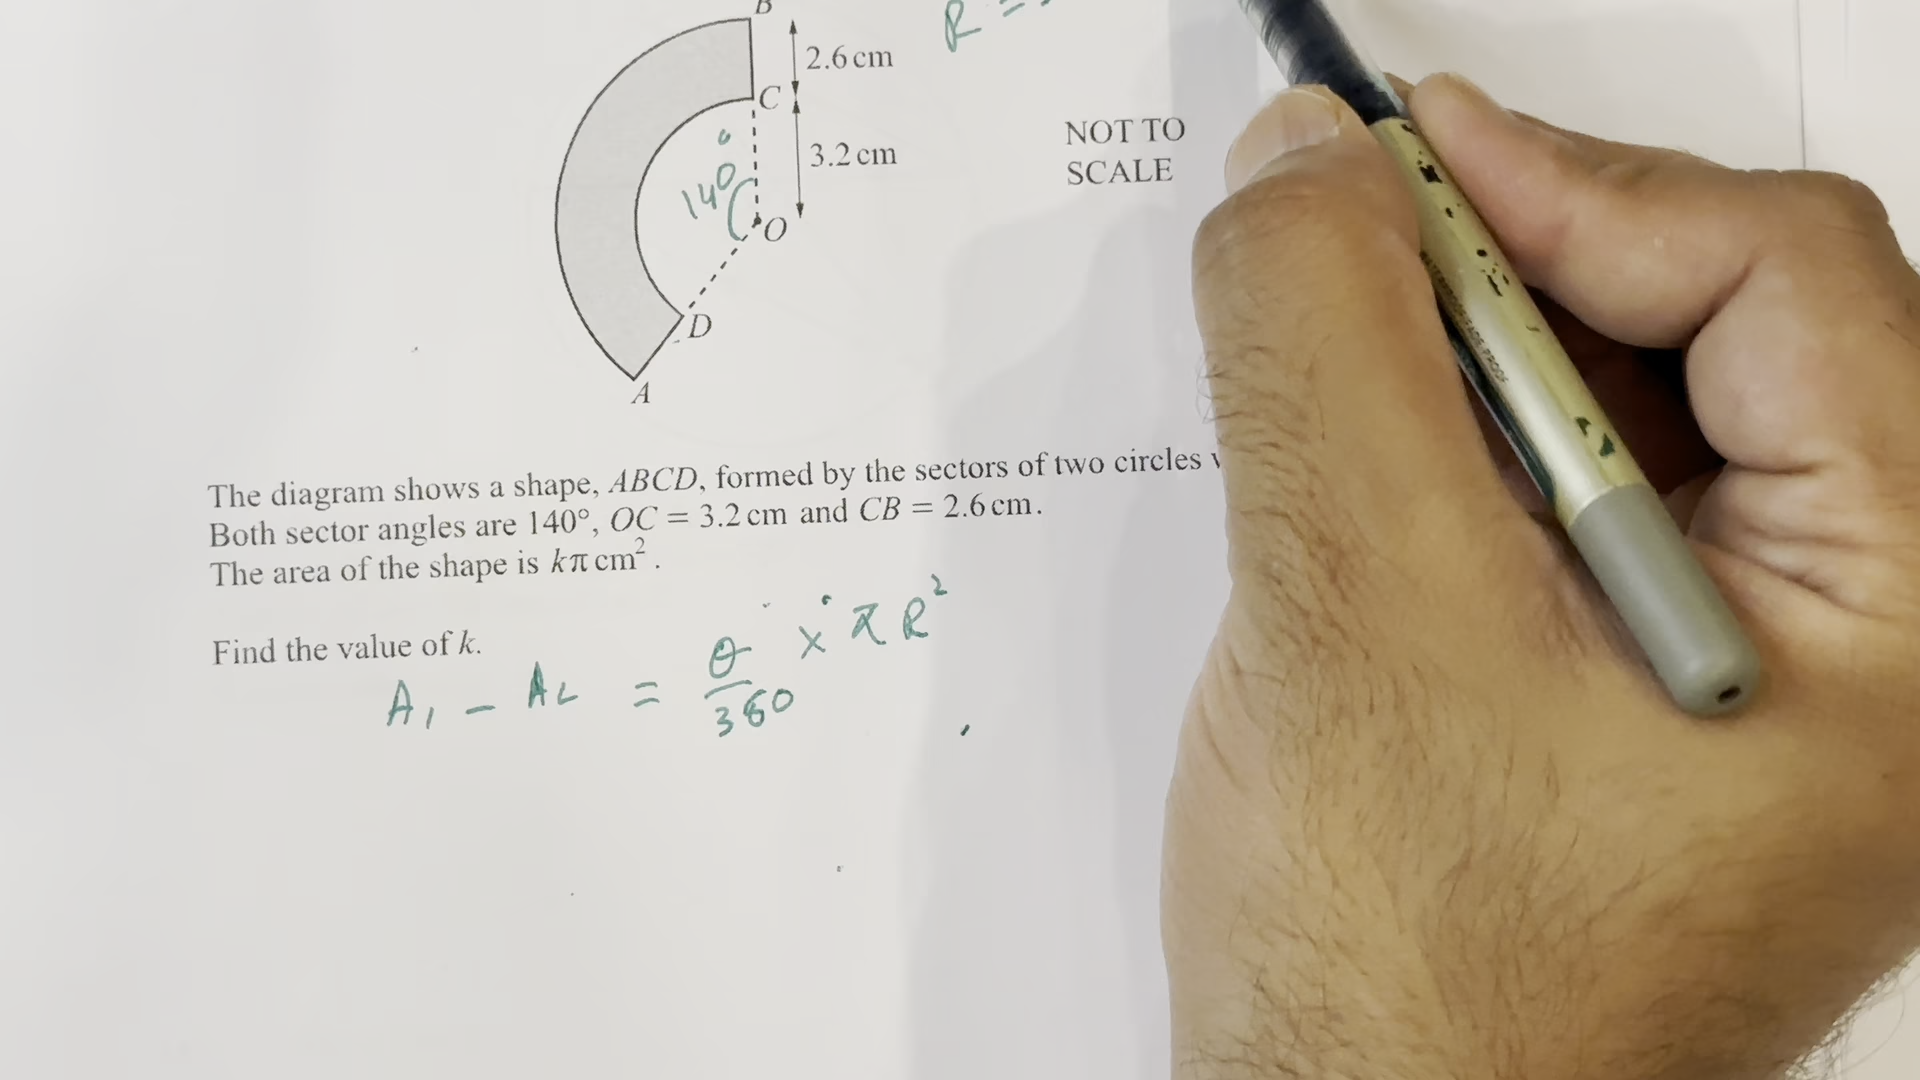 B
R =
2.6 cm
C
NOT TO
SCALE
3.2 cm
140°
O
D
A
The diagram shows a shape, ABCD, formed by the sectors of two circles
Both sector angles are 140°, OC = 3.2 cm and CB = 2.6 cm.
The area of the shape is kπ cm².
Find the value of k.
A₁ - A₂ = θ/360 × π R²